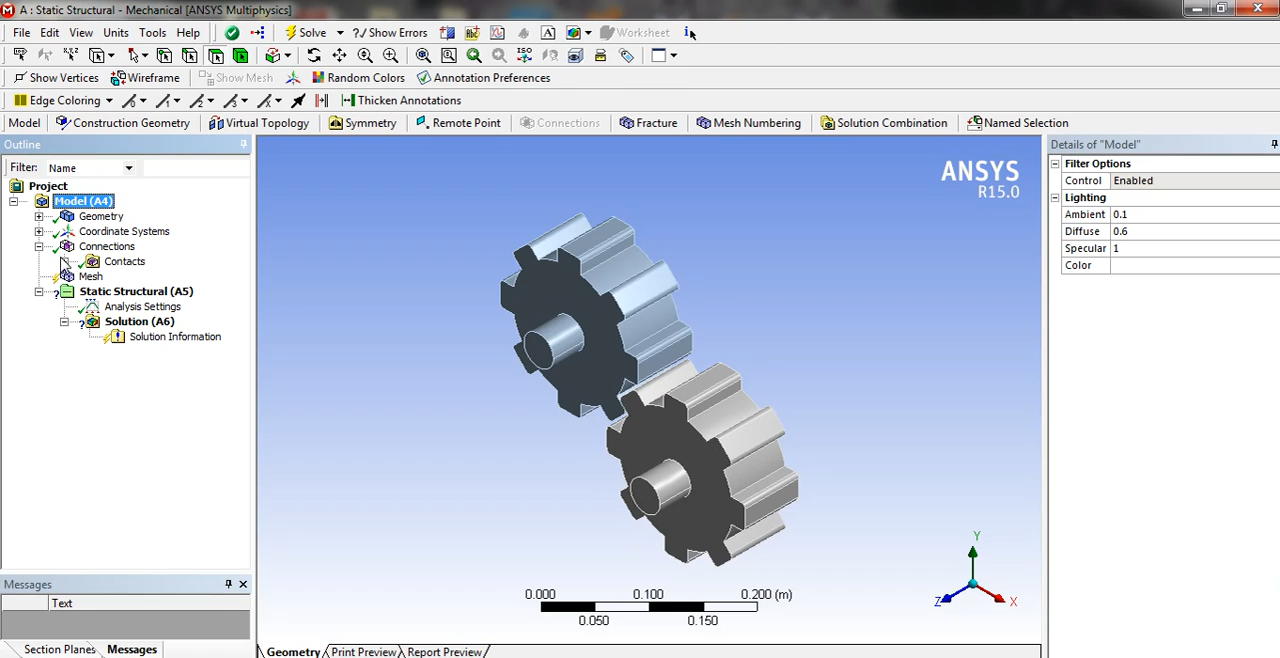 A : Static Structural - Mechanical [ANSYS Multiphysics]
File Edit View Units Tools Help Solve ?/ Show Errors A Worksheet
ISO
Show Vertices Wireframe Show Mesh Random Colors Annotation Preferences
Edge Coloring Thicken Annotations
Model Construction Geometry Virtual Topology Symmetry Remote Point Connections Fracture Mesh Numbering Solution Combination Named Selection
Outline
Filter: Name
Project
Model (A4)
Geometry
Coordinate Systems
Connections
Contacts
Mesh
Static Structural (A5)
Analysis Settings
Solution (A6)
Solution Information
Messages
Text
Section Planes Messages
ANSYS
R15.0
Y
Z X
0.000 0.100 0.200 (m)
0.050 0.150
Geometry Print Preview Report Preview
Details of "Model"
Filter Options
Control Enabled
Lighting
Ambient 0.1
Diffuse 0.6
Specular 1
Color